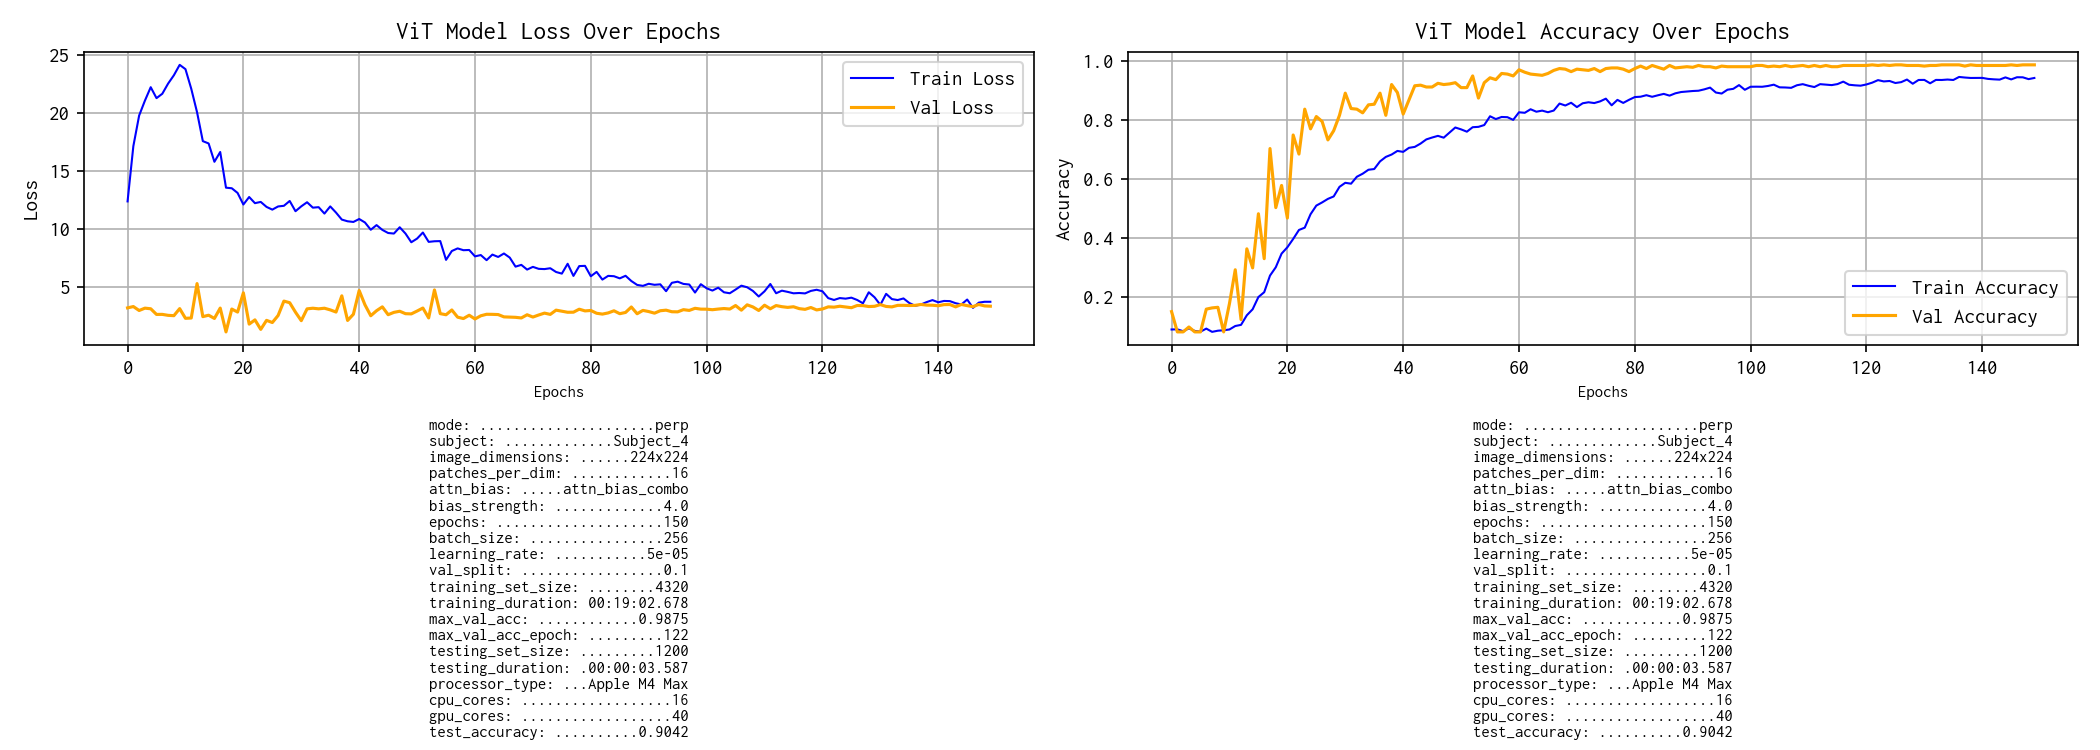 ViT Model Loss Over Epochs
25
20
15
10
5
Loss
Train Loss
Val Loss
0 20 40 60 80 100 120 140
Epochs
mode: .....................perp
subject: .............Subject_4
image_dimensions: ......224x224
patches_per_dim: ............16
attn_bias: .....attn_bias_combo
bias_strength: .............4.0
epochs: ....................150
batch_size: ................256
learning_rate: ...........5e-05
val_split: .................0.1
training_set_size: ........4320
training_duration: 00:19:02.678
max_val_acc: ............0.9875
max_val_acc_epoch: .........122
testing_set_size: .........1200
testing_duration: .00:00:03.587
processor_type: ...Apple M4 Max
cpu_cores: ..................16
gpu_cores: ..................40
test_accuracy: ..........0.9042
ViT Model Accuracy Over Epochs
1.0
0.8
0.6
0.4
0.2
Accuracy
Train Accuracy
Val Accuracy
0 20 40 60 80 100 120 140
Epochs
mode: .....................perp
subject: .............Subject_4
image_dimensions: ......224x224
patches_per_dim: ............16
attn_bias: .....attn_bias_combo
bias_strength: .............4.0
epochs: ....................150
batch_size: ................256
learning_rate: ...........5e-05
val_split: .................0.1
training_set_size: ........4320
training_duration: 00:19:02.678
max_val_acc: ............0.9875
max_val_acc_epoch: .........122
testing_set_size: .........1200
testing_duration: .00:00:03.587
processor_type: ...Apple M4 Max
cpu_cores: ..................16
gpu_cores: ..................40
test_accuracy: ..........0.9042